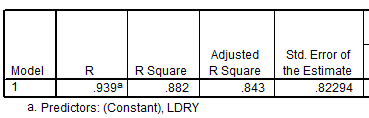 Model R R Square Adjusted R Square Std. Error of the Estimate
1 .939a .882 .843 .82294
a. Predictors: (Constant), LDRY